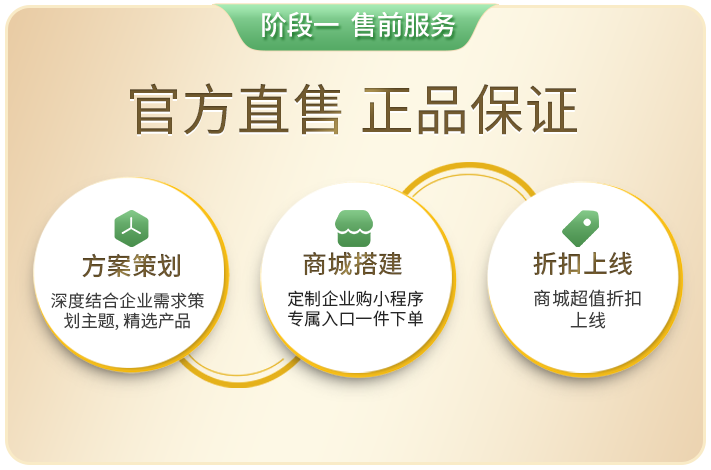 阶段一 售前服务
官方直售 正品保证
方案策划
深度结合企业需求策
划主题, 精选产品
商城搭建
定制企业购小程序
专属入口一件下单
折扣上线
商城超值折扣
上线